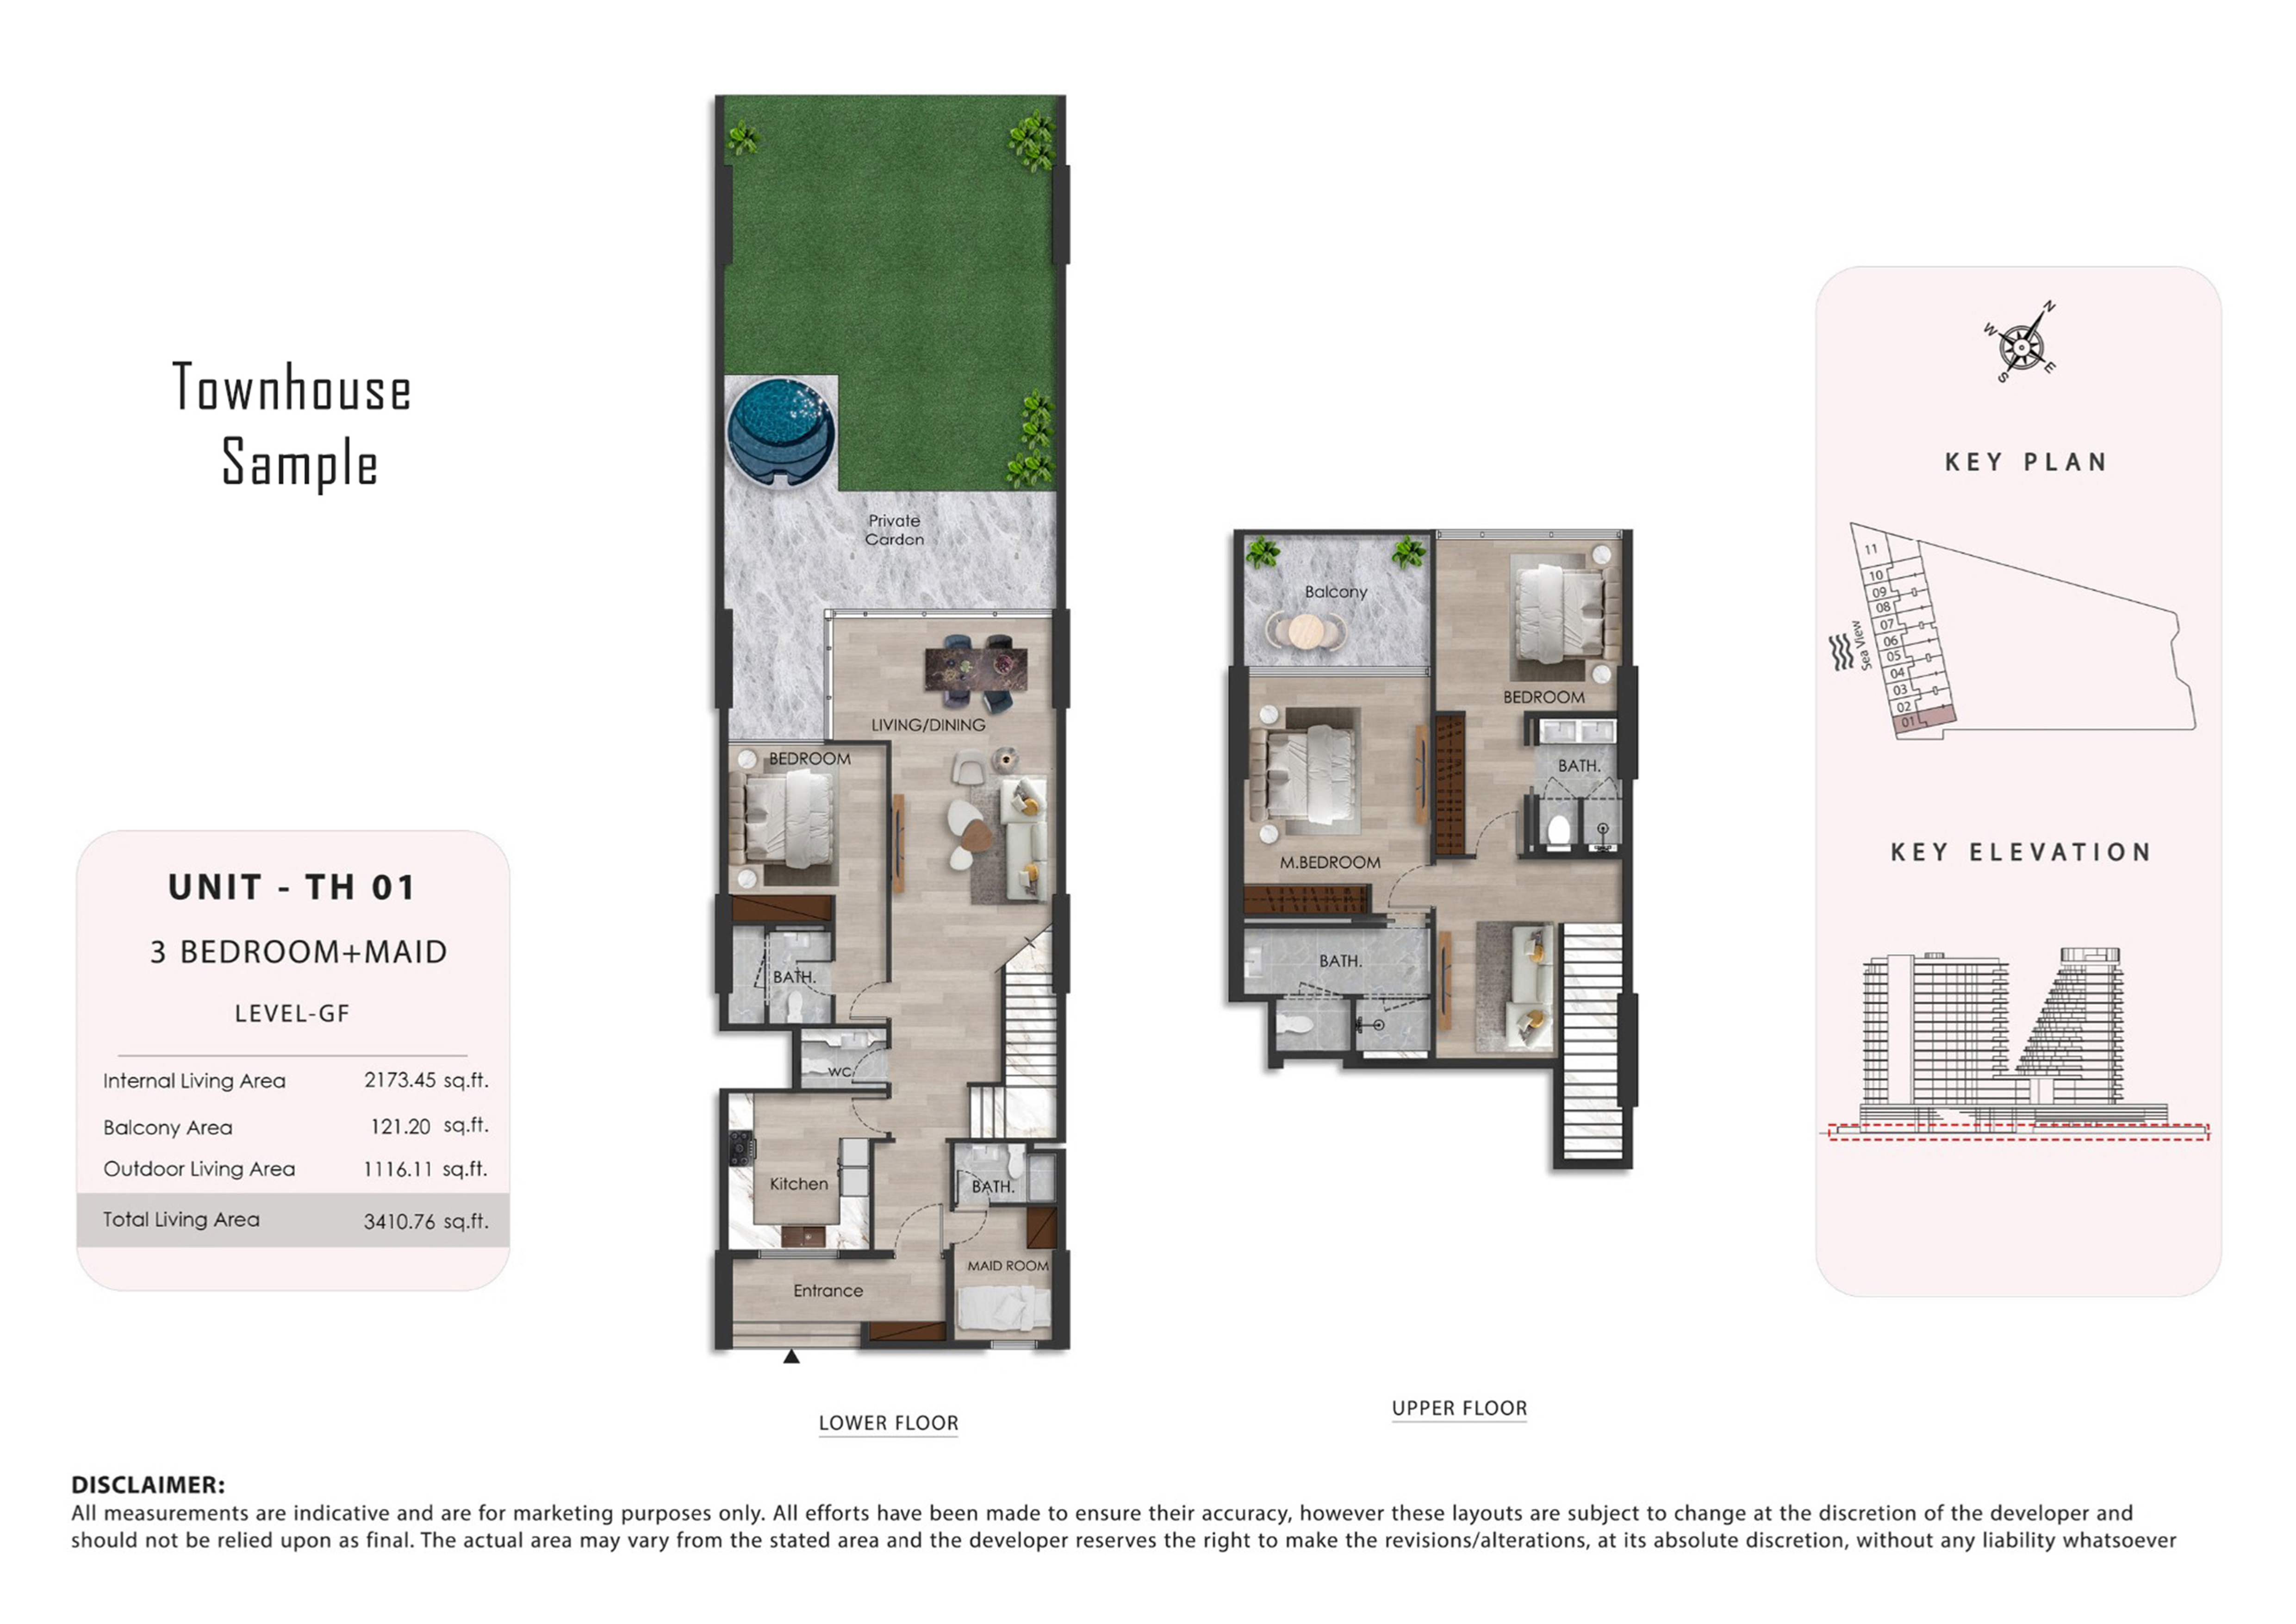 Townhouse
Sample
UNIT - TH 01
3 BEDROOM+MAID
LEVEL-GF
Internal Living Area 2173.45 sq.ft.
Balcony Area 121.20 sq.ft.
Outdoor Living Area 1116.11 sq.ft.
Total Living Area 3410.76 sq.ft.
Private
Garden
LIVING/DINING
BEDROOM
BATH.
WC
Kitchen
BATH.
MAID ROOM
Entrance
LOWER FLOOR
Balcony
BEDROOM
BATH.
M.BEDROOM
BATH.
UPPER FLOOR
N
W
E
S
KEY PLAN
11
10
09
08
07
06
05
04
03
02
01
Sea View
KEY ELEVATION
DISCLAIMER:
All measurements are indicative and are for marketing purposes only. All efforts have been made to ensure their accuracy, however these layouts are subject to change at the discretion of the developer and
should not be relied upon as final. The actual area may vary from the stated area and the developer reserves the right to make the revisions/alterations, at its absolute discretion, without any liability whatsoever